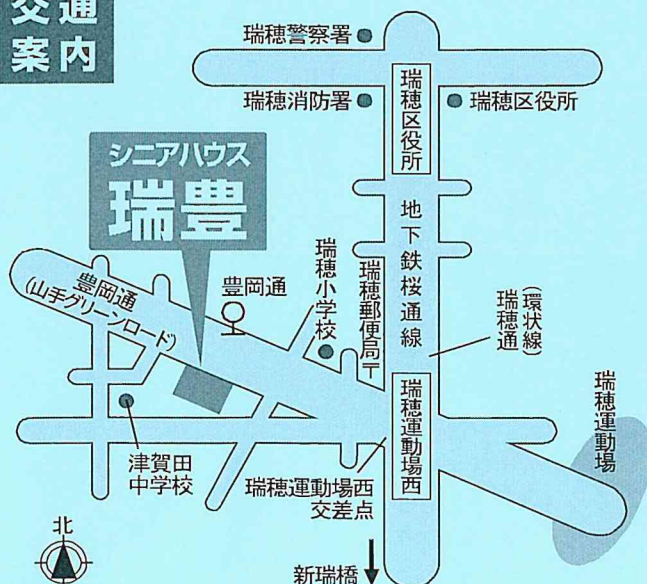 交通
案内
瑞穂警察署
瑞穂消防署
瑞穂区役所
瑞穂区役所
シニアハウス
瑞豊
地下鉄桜通線
豊岡通
(山手グリーンロード)
豊岡通
瑞穂小学校
瑞穂郵便局〒
(環状線)
瑞穂通
瑞穂運動場西
瑞穂運動場
津賀田
中学校
瑞穂運動場西
交差点
北
新瑞橋